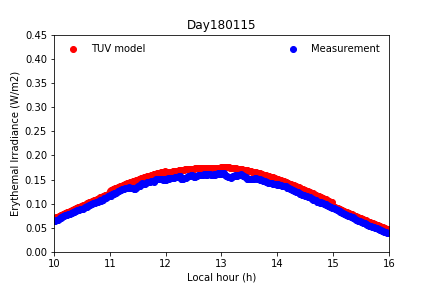 Day180115
TUV model
Measurement
Erythemal Irradiance (W/m2)
0.45
0.40
0.35
0.30
0.25
0.20
0.15
0.10
0.05
0.00
10 11 12 13 14 15 16
Local hour (h)